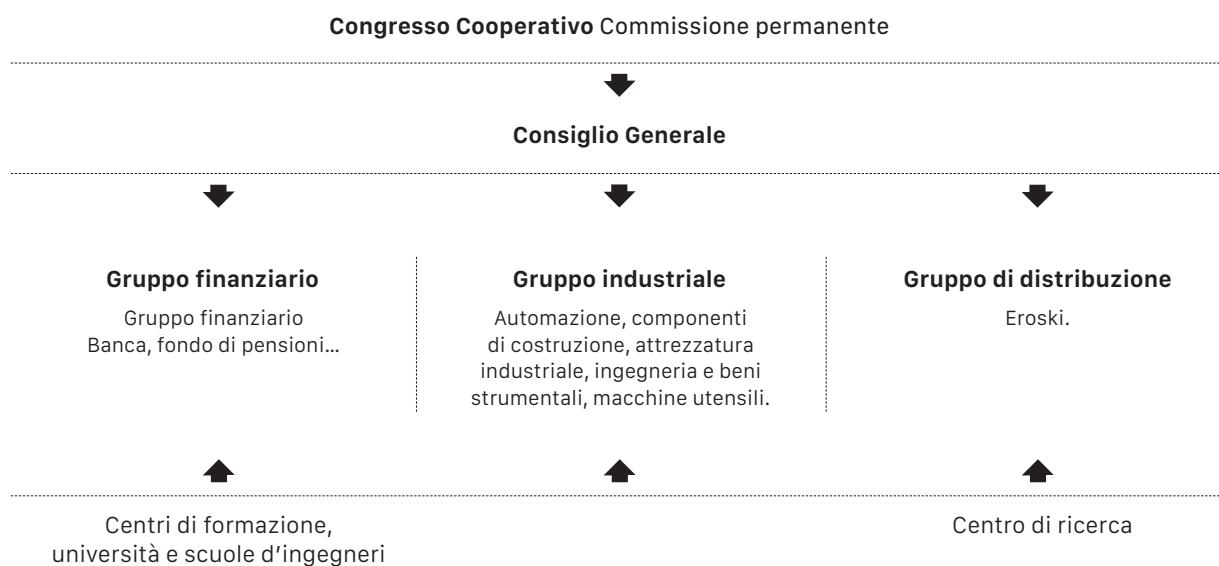 Congresso Cooperativo Commissione permanente
Consiglio Generale
Gruppo finanziario
Gruppo finanziario
Banca, fondo di pensioni…
Gruppo industriale
Automazione, componenti
di costruzione, attrezzatura
industriale, ingegneria e beni
strumentali, macchine utensili.
Gruppo di distribuzione
Eroski.
Centri di formazione,
università e scuole d’ingegneri
Centro di ricerca